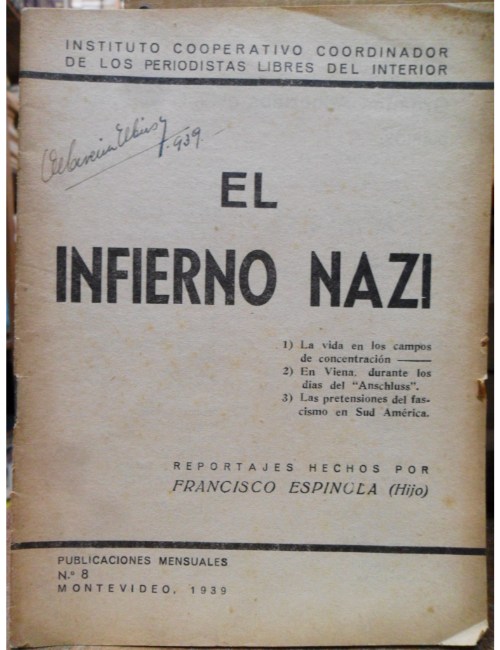 INSTITUTO COOPERATIVO COORDINADOR
DE LOS PERIODISTAS LIBRES DEL INTERIOR
939
EL
INFIERNO NAZI
1) La vida en los campos
de concentración ——
2) En Viena, durante los
días del "Anschluss".
3) Las pretensiones del fas-
cismo en Sud América.
REPORTAJES HECHOS POR
FRANCISCO ESPINOLA (Hijo)
PUBLICACIONES MENSUALES
N.° 8
MONTEVIDEO, 1939